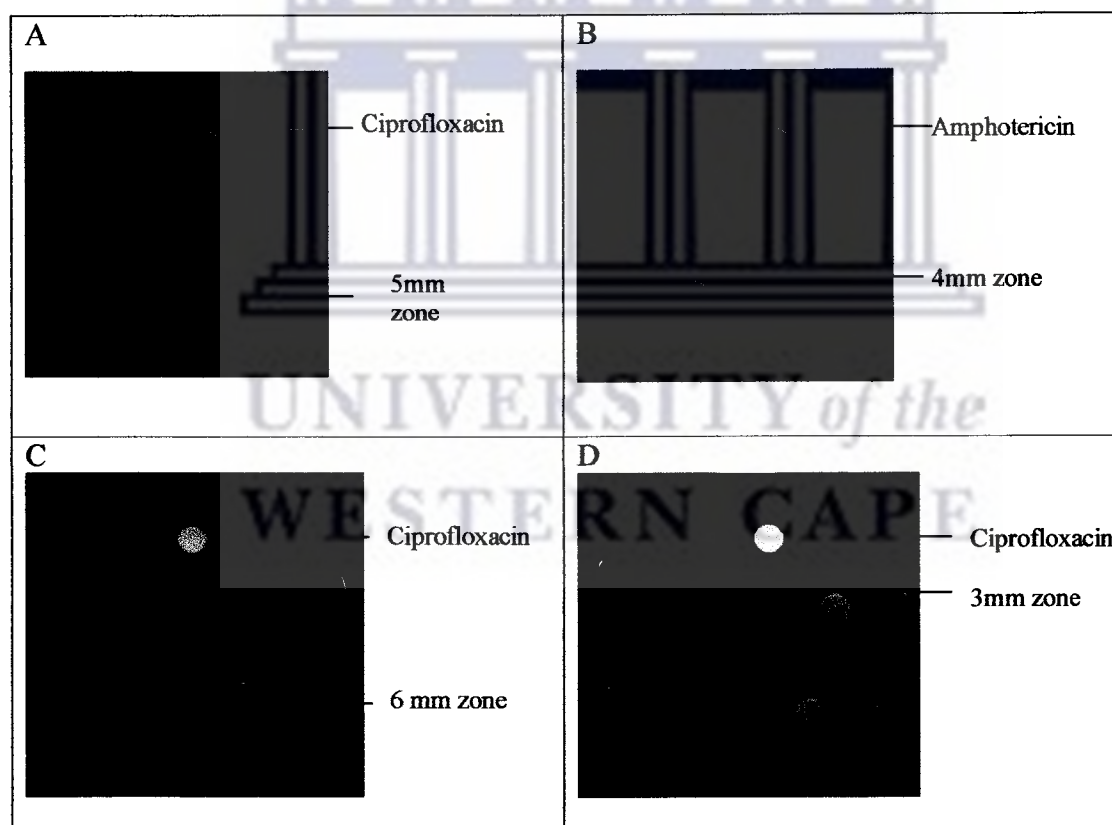 A
Ciprofloxacin
5mm
zone
B
Amphotericin
4mm zone
UNIVERSITY of the
WESTERN CAPE
C
Ciprofloxacin
6 mm zone
D
Ciprofloxacin
3mm zone